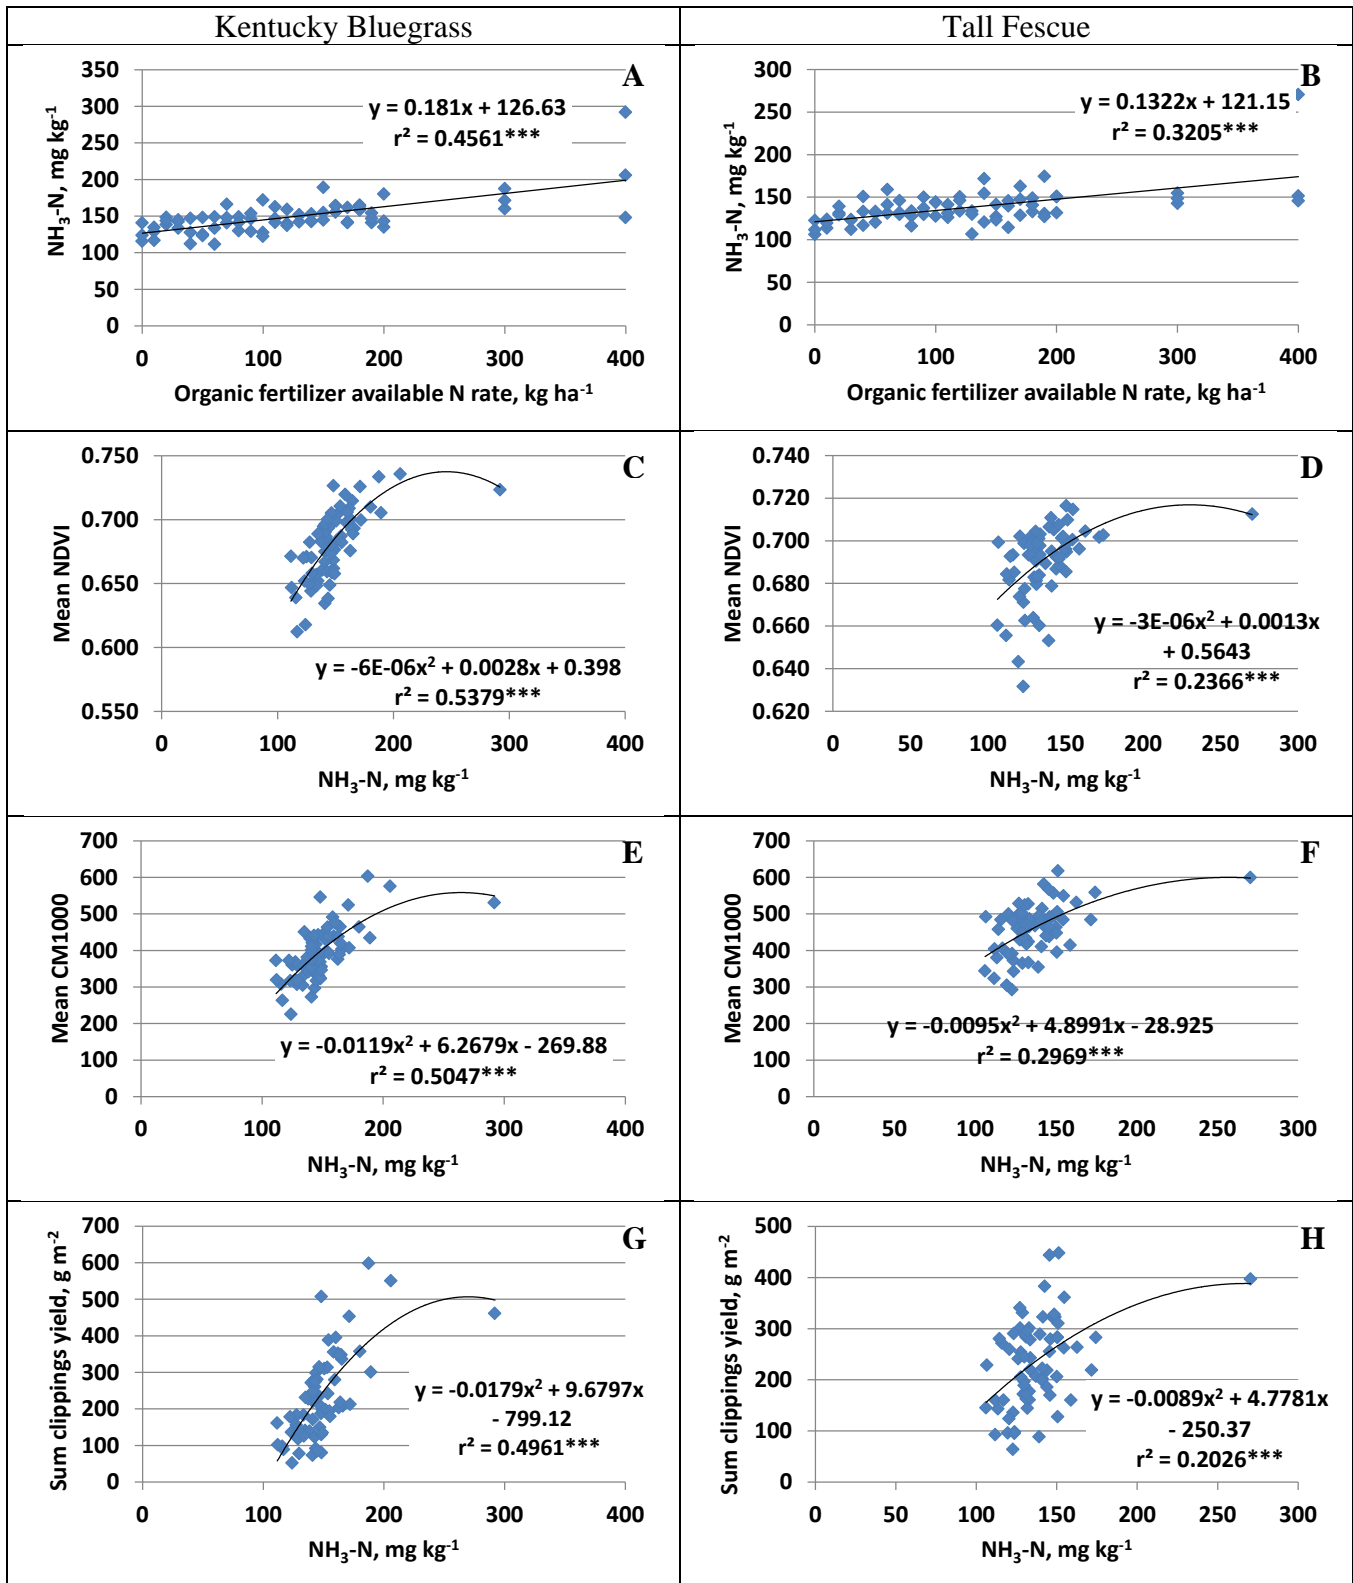 Kentucky Bluegrass
Tall Fescue
A
NH₃-N, mg kg⁻¹
350
300
250
200
150
100
50
0
y = 0.181x + 126.63
r² = 0.4561***
0 100 200 300 400
Organic fertilizer available N rate, kg ha⁻¹
B
NH₃-N, mg kg⁻¹
300
250
200
150
100
50
0
y = 0.1322x + 121.15
r² = 0.3205***
0 100 200 300 400
Organic fertilizer available N rate, kg ha⁻¹
C
Mean NDVI
0.750
0.700
0.650
0.600
0.550
y = -6E-06x² + 0.0028x + 0.398
r² = 0.5379***
0 100 200 300 400
NH₃-N, mg kg⁻¹
D
Mean NDVI
0.740
0.720
0.700
0.680
0.660
0.640
0.620
y = -3E-06x² + 0.0013x
+ 0.5643
r² = 0.2366***
0 50 100 150 200 250 300
NH₃-N, mg kg⁻¹
E
Mean CM1000
700
600
500
400
300
200
100
0
y = -0.0119x² + 6.2679x - 269.88
r² = 0.5047***
0 100 200 300 400
NH₃-N, mg kg⁻¹
F
Mean CM1000
700
600
500
400
300
200
100
0
y = -0.0095x² + 4.8991x - 28.925
r² = 0.2969***
0 50 100 150 200 250 300
NH₃-N, mg kg⁻¹
G
Sum clippings yield, g m⁻²
700
600
500
400
300
200
100
0
y = -0.0179x² + 9.6797x
- 799.12
r² = 0.4961***
0 100 200 300 400
NH₃-N, mg kg⁻¹
H
Sum clippings yield, g m⁻²
500
400
300
200
100
0
y = -0.0089x² + 4.7781x
- 250.37
r² = 0.2026***
0 50 100 150 200 250 300
NH₃-N, mg kg⁻¹